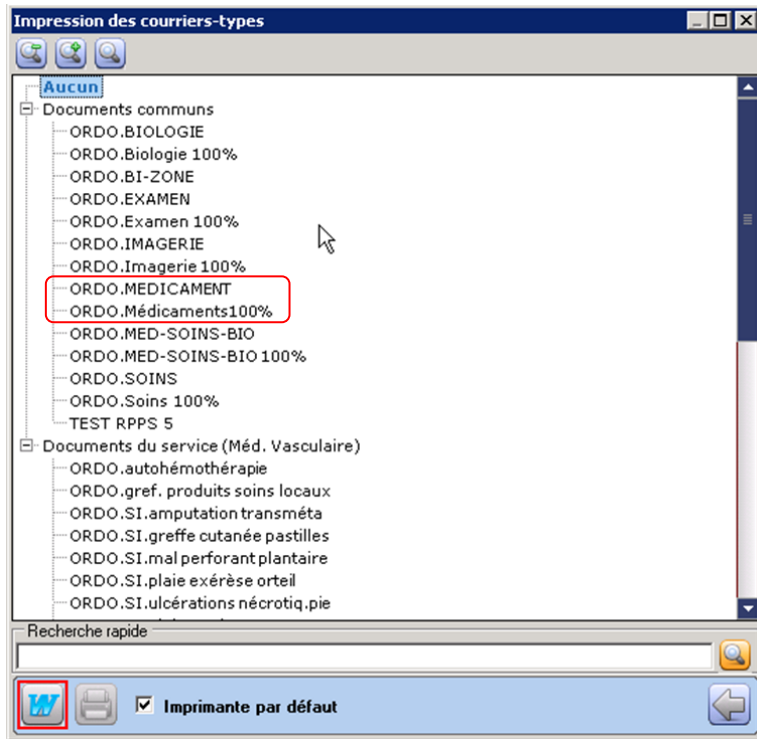 Impression des courriers-types
Aucun
Documents communs
ORDO.BIOLOGIE
ORDO.Biologie 100%
ORDO.BI-ZONE
ORDO.EXAMEN
ORDO.Examen 100%
ORDO.IMAGERIE
ORDO.Imagerie 100%
ORDO.MEDICAMENT
ORDO.Médicaments100%
ORDO.MED-SOINS-BIO
ORDO.MED-SOINS-BIO 100%
ORDO.SOINS
ORDO.Soins 100%
TEST RPPS 5
Documents du service (Méd. Vasculaire)
ORDO.autohémothérapie
ORDO.gref. produits soins locaux
ORDO.SI.amputation transméta
ORDO.SI.greffe cutanée pastilles
ORDO.SI.mal perforant plantaire
ORDO.SI.plaie exérèse orteil
ORDO.SI.ulcérations nécrotiq.pie
Recherche rapide
W
Imprimante par défaut